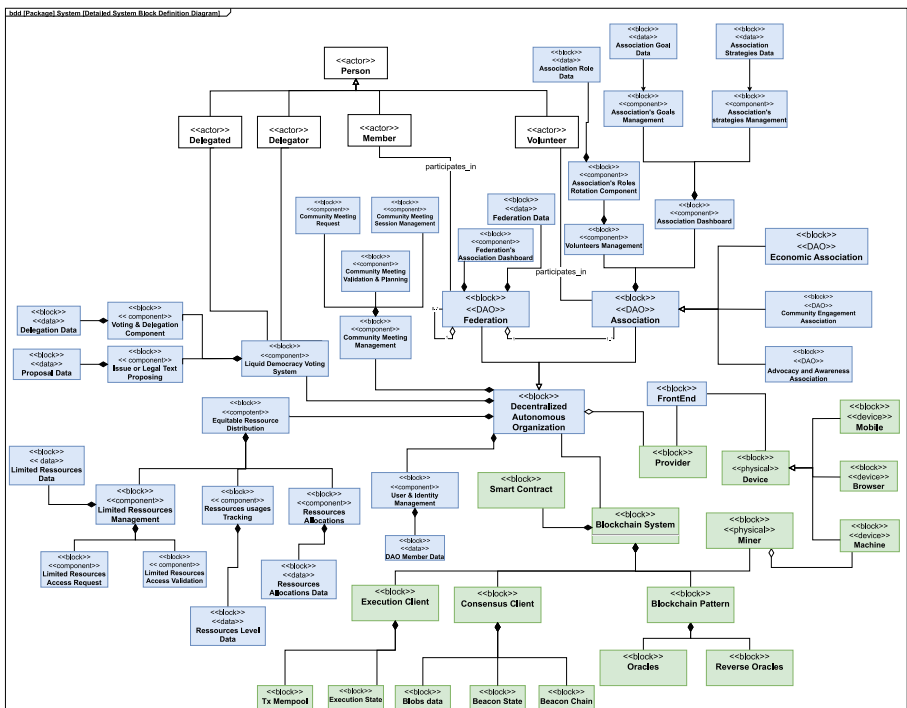 bdd [Package] System [Detailed System Block Definition Diagram]
<<block>>
<<data>>
Association Goal
Data
<<block>>
<<data>>
Association
Strategies Data
<<block>>
<<data>>
Association Role
Data
<<actor>>
Person
<<block>>
<<component>>
Association's Goals
Management
<<block>>
<<component>>
Association's
strategies Management
<<actor>>
Delegated
<<actor>>
Delegator
<<actor>>
Member
<<actor>>
Volunteer
participates_in
<<block>>
<<component>>
Association's Roles
Rotation Component
<<block>>
<<component>>
Community Meeting
Request
<<block>>
<<component>>
Community Meeting
Session Management
<<block>>
<<data>>
Federation Data
<<block>>
<<component>>
Association Dashboard
<<block>>
<<component>>
Federation's
Association Dashboard
<<block>>
<<component>>
Volunteers Management
<<block>>
<<DAO>>
Economic Association
<<block>>
<<component>>
Community Meeting
Validation & Planning
participates_in
<<block>>
<<DAO>>
Federation
<<block>>
<<DAO>>
Association
<<block>>
<<DAO>>
Community Engagement
Association
<<block>>
<<data>>
Delegation Data
<<block>>
<< component>>
Voting & Delegation
Component
<<block>>
<<component>>
Community Meeting
Management
<<block>>
<<data>>
Proposal Data
<<block>>
<< component>>
Issue or Legal Text
Proposing
<<block>>
<< component>>
Liquid Democracy Voting
System
<<block>>
<<DAO>>
Advocacy and Awareness
Association
<<block>>
<<compotent>>
Equitable Ressource
Distribution
<<block>>
Decentralized
Autonomous
Organization
<<block>>
FrontEnd
<<block>>
<<device>>
Mobile
<<block>>
<< data>>
Limited Ressources
Data
<<block>>
Provider
<<block>>
<<physical>>
Device
<<block>>
<<device>>
Browser
<<block>>
<<component>>
Limited Ressources
Management
<<block>>
<<component>>
Ressources usages
Tracking
<<block>>
<<component>>
Ressources
Allocations
<<block>>
<<component>>
User & Identity
Management
<<block>>
Smart Contract
<<block>>
Blockchain System
<<block>>
<<physical>>
Miner
<<block>>
<<device>>
Machine
<<block>>
<<component>>
Limited Resources
Access Request
<<block>>
<<component>>
Limited Resources
Access Validation
<<block>>
<<data>>
Ressources
Allocations Data
<<block>>
<<data>>
DAO Member Data
<<block>>
<<data>>
Ressources Level
Data
<<block>>
Execution Client
<<block>>
Consensus Client
<<block>>
Blockchain Pattern
<<block>>
Oracles
<<block>>
Reverse Oracles
<<block>>
Tx Mempool
<<block>>
Execution State
<<block>>
Blobs data
<<block>>
Beacon State
<<block>>
Beacon Chain